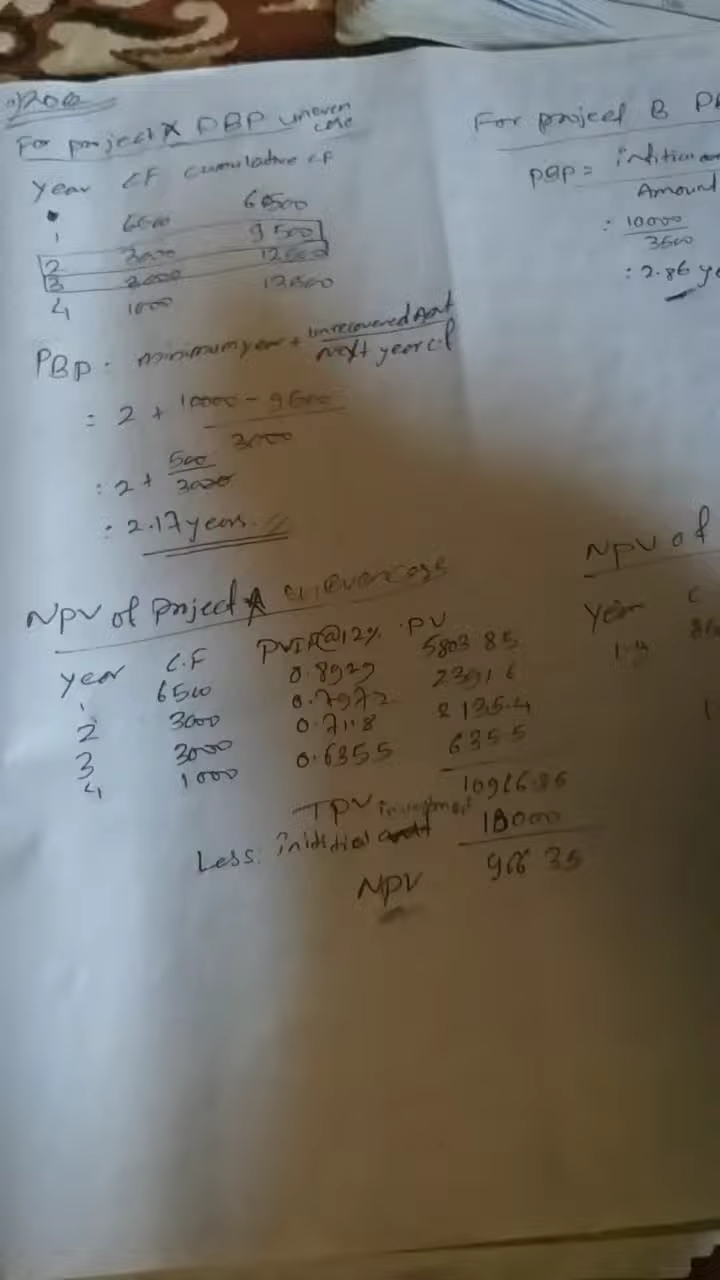 For project X PBP uneven case
Year CF Cumulative CF
1 6500 6500
2 3000 9500
3 3000 12500
4 1000 13500
PBP : minimum year + unrecovered Amt / Next year c.f
= 2 + 10000 - 9500 / 3000
: 2 + 500 / 3000
: 2.17 years
NPV of project A uneven case
year C.F PVIF@12% PV
1 6500 0.8929 5803.85
2 3000 0.7972 2391.6
3 3000 0.7118 2135.4
4 1000 0.6355 635.5
TPV 10966.35
Less: initial investment 10000
NPV 966 35
For project B
PBP =
Amount
: 10000 / 3500
: 2.86
NPV of
Year C